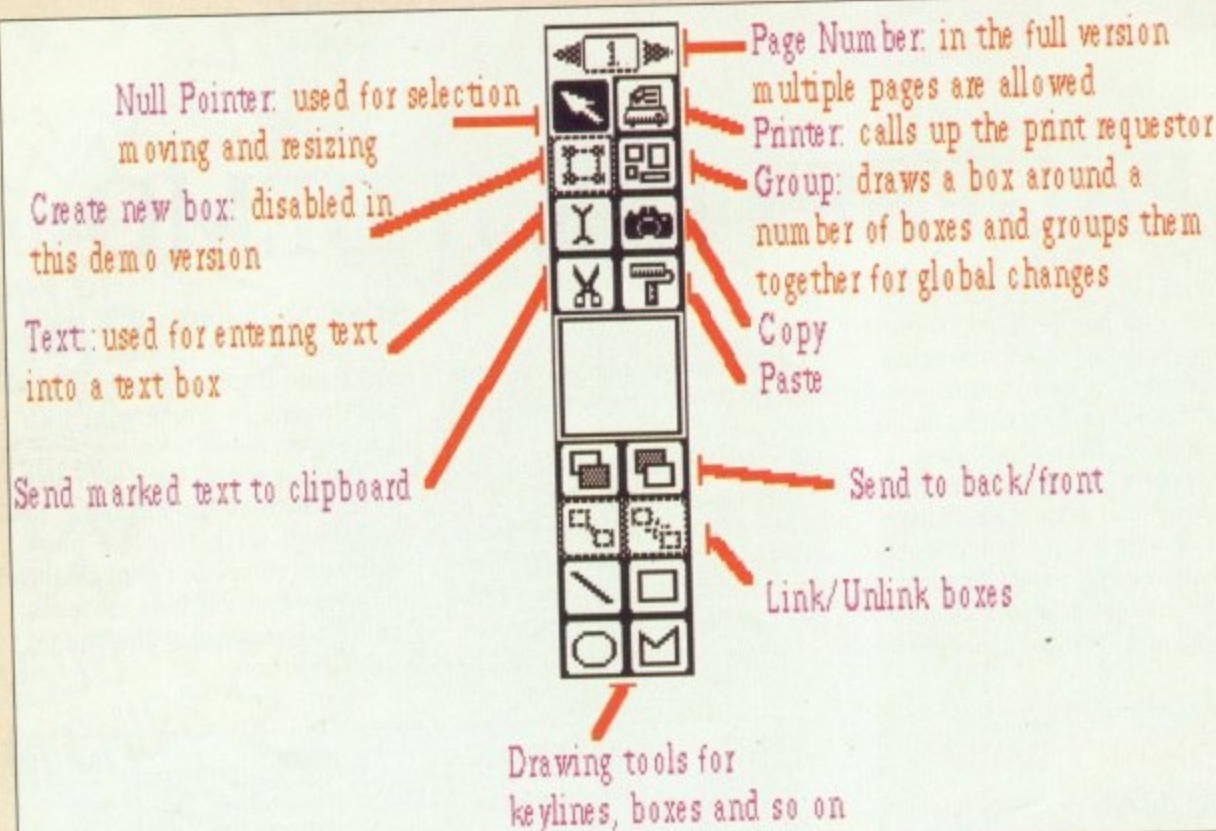 1
Page Number: in the full version
multiple pages are allowed
Null Pointer: used for selection
moving and resizing
Printer: calls up the print requestor
Group: draws a box around a
number of boxes and groups them
together for global changes
Create new box: disabled in
this demo version
Text:: used for entering text
into a text box
Copy
Paste
Send marked text to clipboard
Send to back/front
Link/Unlink boxes
Drawing tools for
keylines, boxes and so on